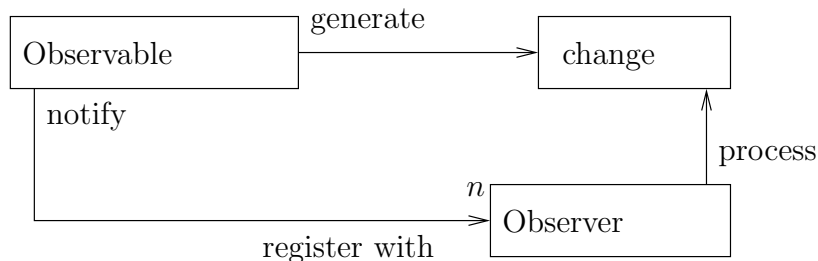 generate
Observable
change
notify
process
n
Observer
register with